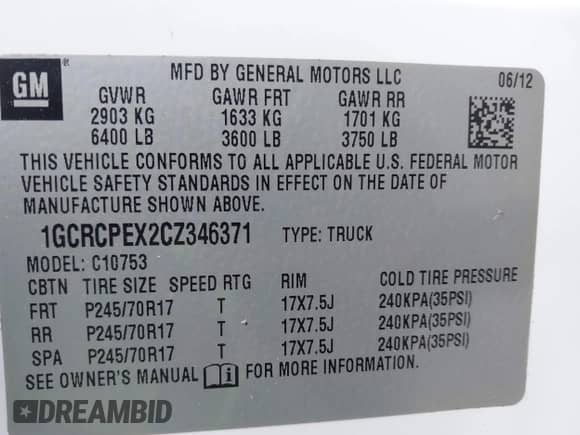 GM
MFD BY GENERAL MOTORS LLC 06/12
GVWR GAWR FRT GAWR RR
2903 KG 1633 KG 1701 KG
6400 LB 3600 LB 3750 LB
THIS VEHICLE CONFORMS TO ALL APPLICABLE U.S. FEDERAL MOTOR
VEHICLE SAFETY STANDARDS IN EFFECT ON THE DATE OF
MANUFACTURE SHOWN ABOVE.
1GCRCPEX2CZ346371 TYPE: TRUCK
MODEL: C10753
CBTN TIRE SIZE SPEED RTG RIM COLD TIRE PRESSURE
FRT P245/70R17 T 17X7.5J 240KPA(35PSI)
RR P245/70R17 T 17X7.5J 240KPA(35PSI)
SPA P245/70R17 T 17X7.5J 240KPA(35PSI)
SEE OWNER'S MANUAL i FOR MORE INFORMATION.
DREAMBID